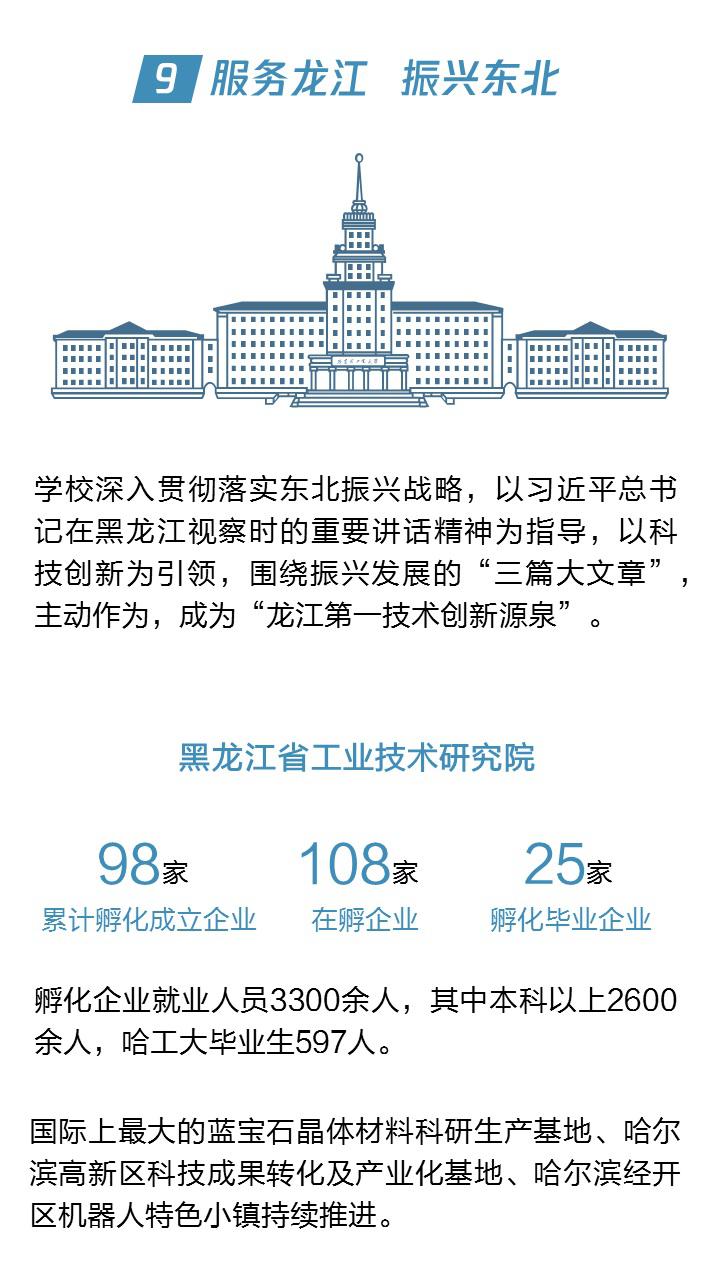 9 服务龙江 振兴东北
学校深入贯彻落实东北振兴战略，以习近平总书
记在黑龙江视察时的重要讲话精神为指导，以科
技创新为引领，围绕振兴发展的“三篇大文章”，
主动作为，成为“龙江第一技术创新源泉”。
黑龙江省工业技术研究院
98家 108家 25家
累计孵化成立企业 在孵企业 孵化毕业企业
孵化企业就业人员3300余人，其中本科以上2600
余人，哈工大毕业生597人。
国际上最大的蓝宝石晶体材料科研生产基地、哈尔
滨高新区科技成果转化及产业化基地、哈尔滨经开
区机器人特色小镇持续推进。